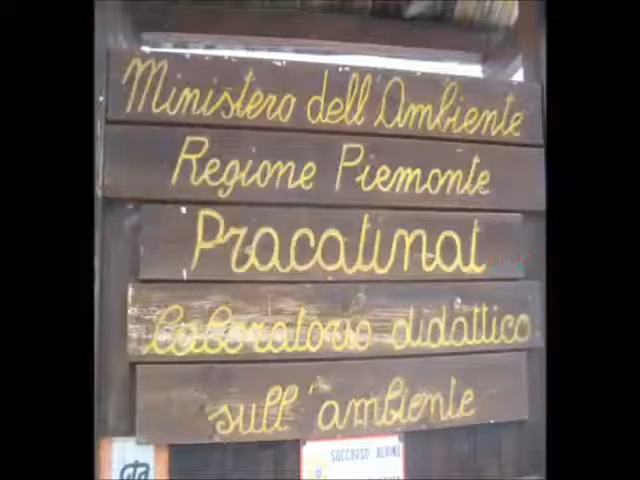 Ministero dell'Ambiente
Regione Piemonte
Pracatinat
Laboratorio didattico
sull'ambiente
SOCCORSO ALPINO